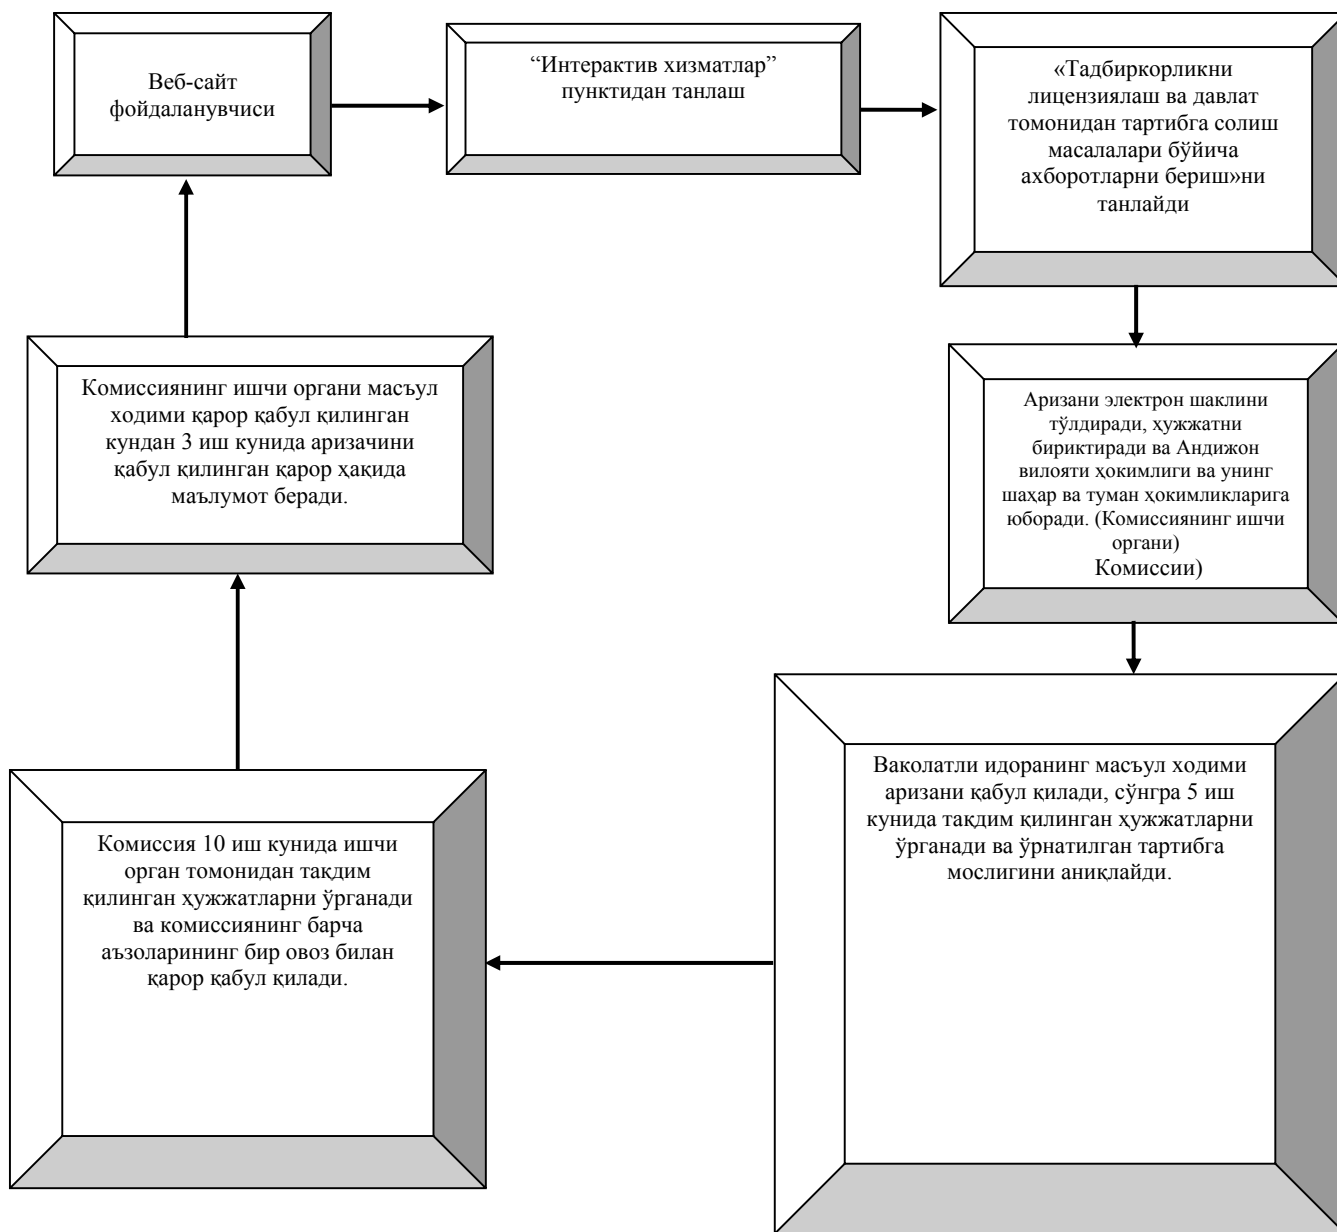 Веб-сайт
фойдаланувчиси
“Интерактив хизматлар”
пунктидан танлаш
«Тадбиркорликни
лицензиялаш ва давлат
томонидан тартибга солиш
масалалари бўйича
ахборотларни бериш»ни
танлайди
Аризани электрон шаклини
тўлдиради, ҳужжатни
бириктиради ва Андижон
вилояти ҳокимлиги ва унинг
шаҳар ва туман ҳокимликларига
юборади. (Комиссиянинг ишчи
органи)
Комиссии)
Ваколатли идоранинг масъул ходими
аризани қабул қилади, сўнгра 5 иш
кунида тақдим қилинган ҳужжатларни
ўрганади ва ўрнатилган тартибга
мослигини аниқлайди.
Комиссия 10 иш кунида ишчи
орган томонидан тақдим
қилинган ҳужжатларни ўрганади
ва комиссиянинг барча
аъзоларининг бир овоз билан
қарор қабул қилади.
Комиссиянинг ишчи органи масъул
ходими қарор қабул қилинган
кундан 3 иш кунида аризачини
қабул қилинган қарор ҳақида
маълумот беради.